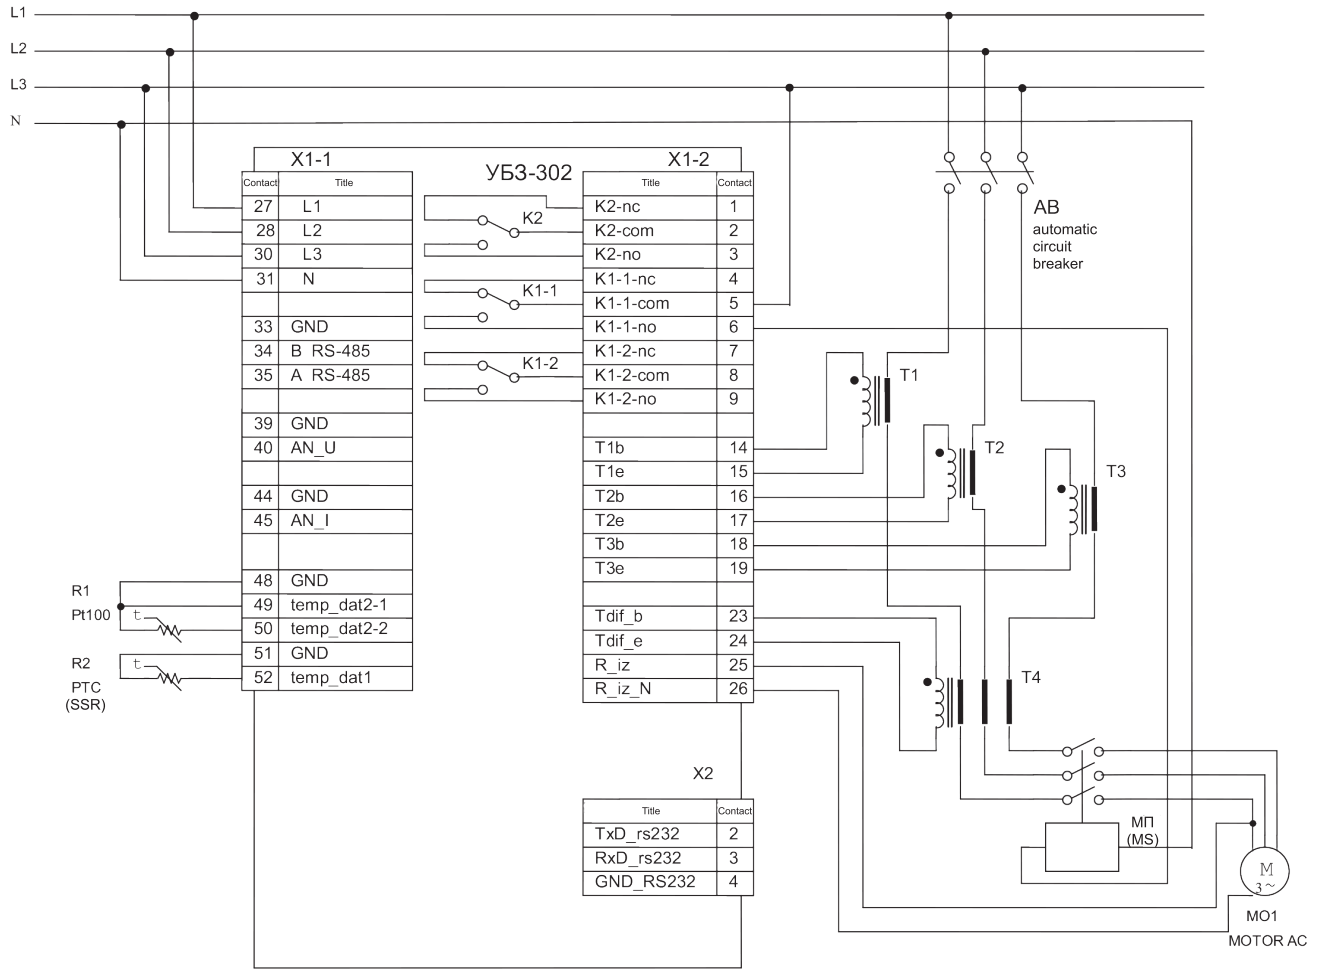 L1
L2
L3
N
X1-1
УБЗ-302
X1-2
Contact Title
27 L1
28 L2
30 L3
31 N
33 GND
34 B RS-485
35 A RS-485
39 GND
40 AN_U
44 GND
45 AN_I
48 GND
49 temp_dat2-1
50 temp_dat2-2
51 GND
52 temp_dat1
R1
Pt100
t
R2
PTC
(SSR)
t
K2
K1-1
K1-2
Title Contact
K2-nc 1
K2-com 2
K2-no 3
K1-1-nc 4
K1-1-com 5
K1-1-no 6
K1-2-nc 7
K1-2-com 8
K1-2-no 9
T1b 14
T1e 15
T2b 16
T2e 17
T3b 18
T3e 19
Tdif_b 23
Tdif_e 24
R_iz 25
R_iz_N 26
X2
Title Contact
TxD_rs232 2
RxD_rs232 3
GND_RS232 4
AB
automatic
circuit
breaker
T1
T2
T3
T4
МП
(MS)
M
3~
MO1
MOTOR AC